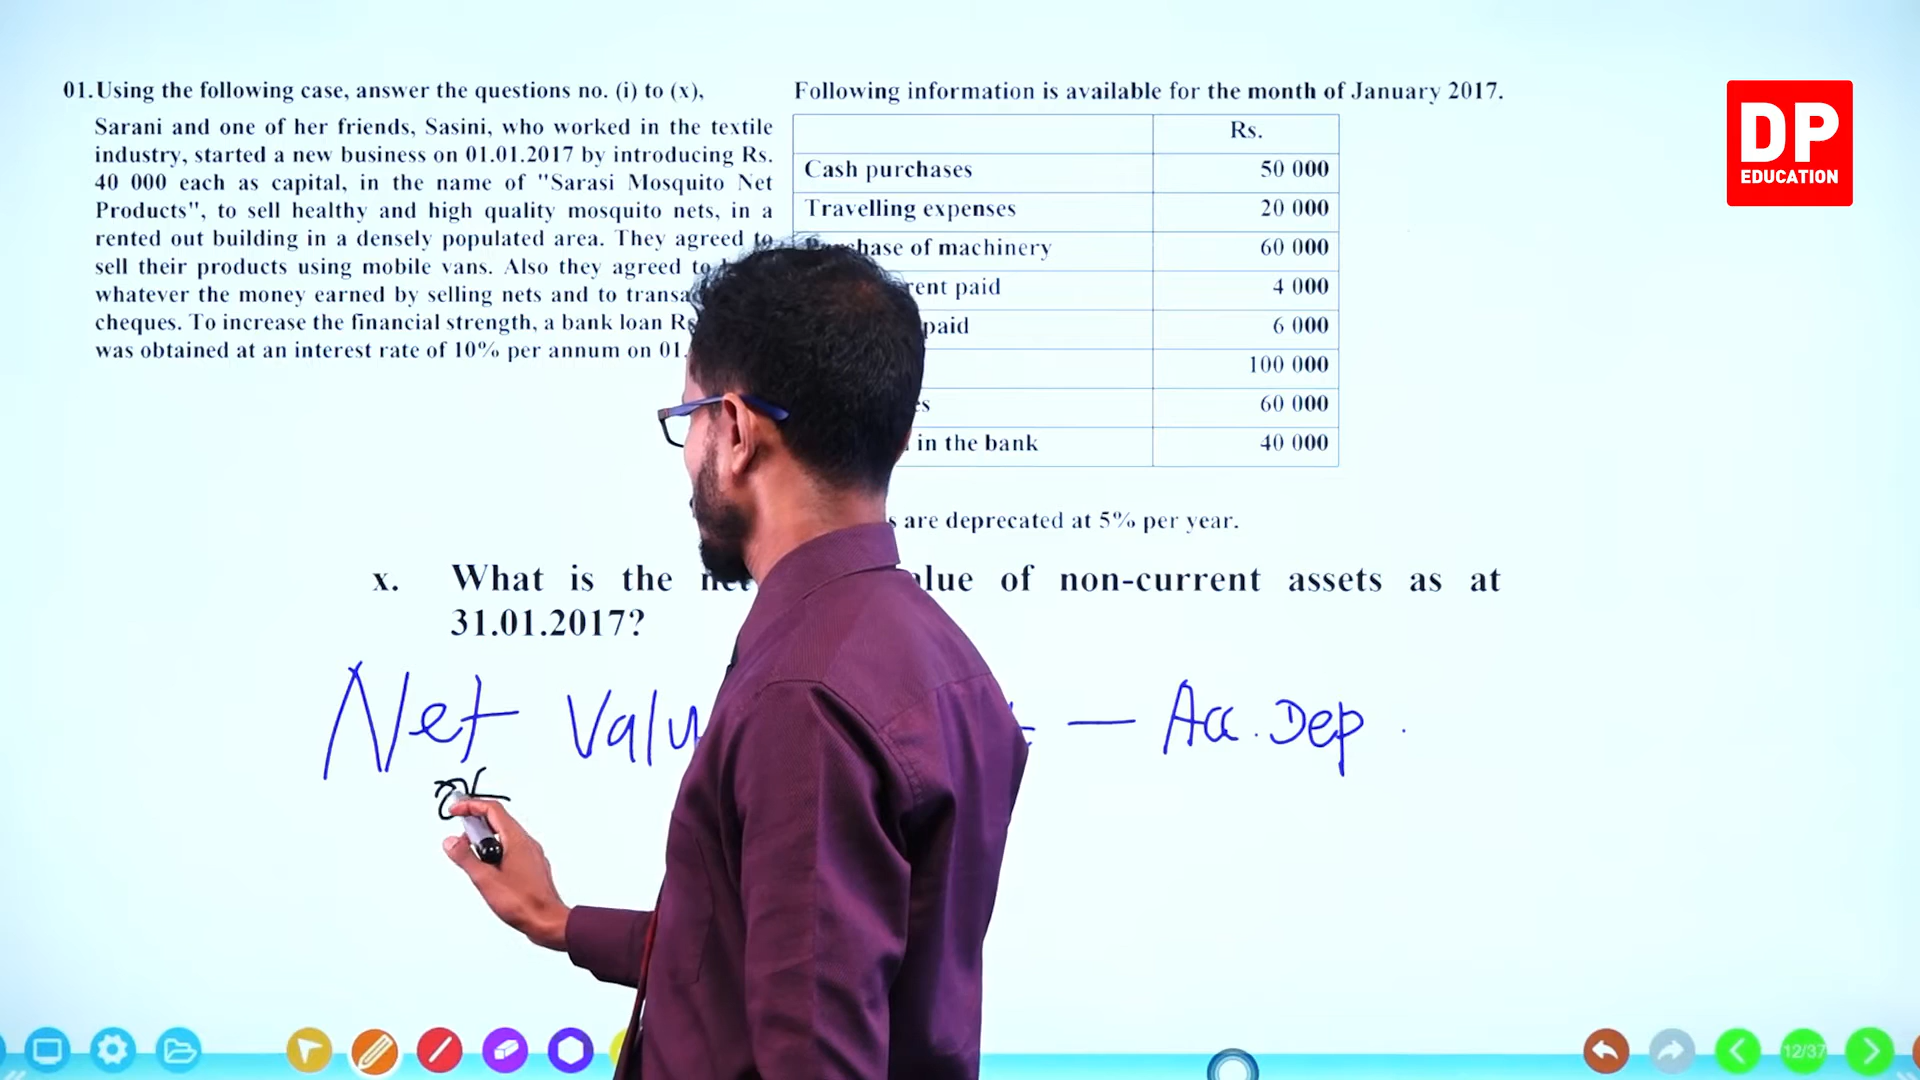 01. Using the following case, answer the questions no. (i) to (x),
Sarani and one of her friends, Sasini, who worked in the textile
industry, started a new business on 01.01.2017 by introducing Rs.
40 000 each as capital, in the name of "Sarasi Mosquito Net
Products", to sell healthy and high quality mosquito nets, in a
rented out building in a densely populated area. They agreed to
sell their products using mobile vans. Also they agreed to
whatever the money earned by selling nets and to
cheques. To increase the financial strength, a bank loan
was obtained at an interest rate of 10% per annum on 01.
Following information is available for the month of January 2017.
Rs.
Cash purchases 50 000
Travelling expenses 20 000
of machinery 60 000
rent paid 4 000
paid 6 000
100 000
60 000
in the bank 40 000
are deprecated at 5% per year.
x. What is the of non-current assets as at
31.01.2017?
Net — Acc. Dep.
DP
EDUCATION
12/37